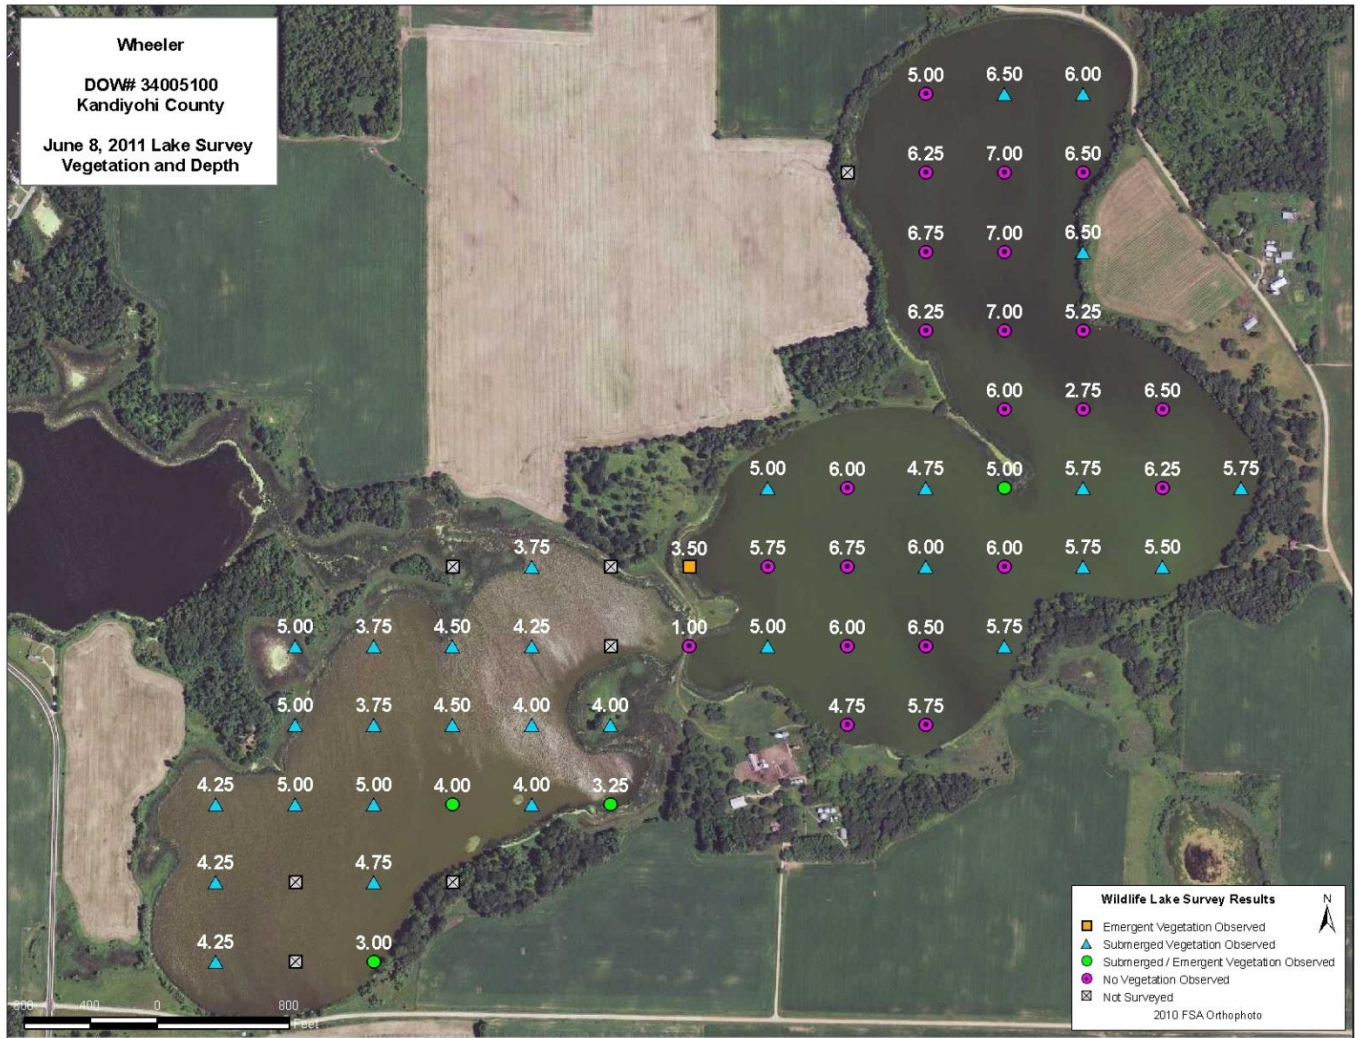 Wheeler
DOW# 34005100
Kandiyohi County
June 8, 2011 Lake Survey
Vegetation and Depth
5.00 6.50 6.00
6.25 7.00 6.50
6.75 7.00 6.50
6.25 7.00 5.25
6.00 2.75 6.50
5.00 6.00 4.75 5.00 5.75 6.25 5.75
3.75 3.50 5.75 6.75 6.00 6.00 5.75 5.50
5.00 3.75 4.50 4.25 1.00 5.00 6.00 6.50 5.75
5.00 3.75 4.50 4.00 4.00 4.75 5.75
4.25 5.00 5.00 4.00 4.00 3.25
4.25 4.75
4.25 3.00
800 400 0 800
Feet
Wildlife Lake Survey Results
N
Emergent Vegetation Observed
Submerged Vegetation Observed
Submerged / Emergent Vegetation Observed
No Vegetation Observed
Not Surveyed
2010 FSA Orthophoto